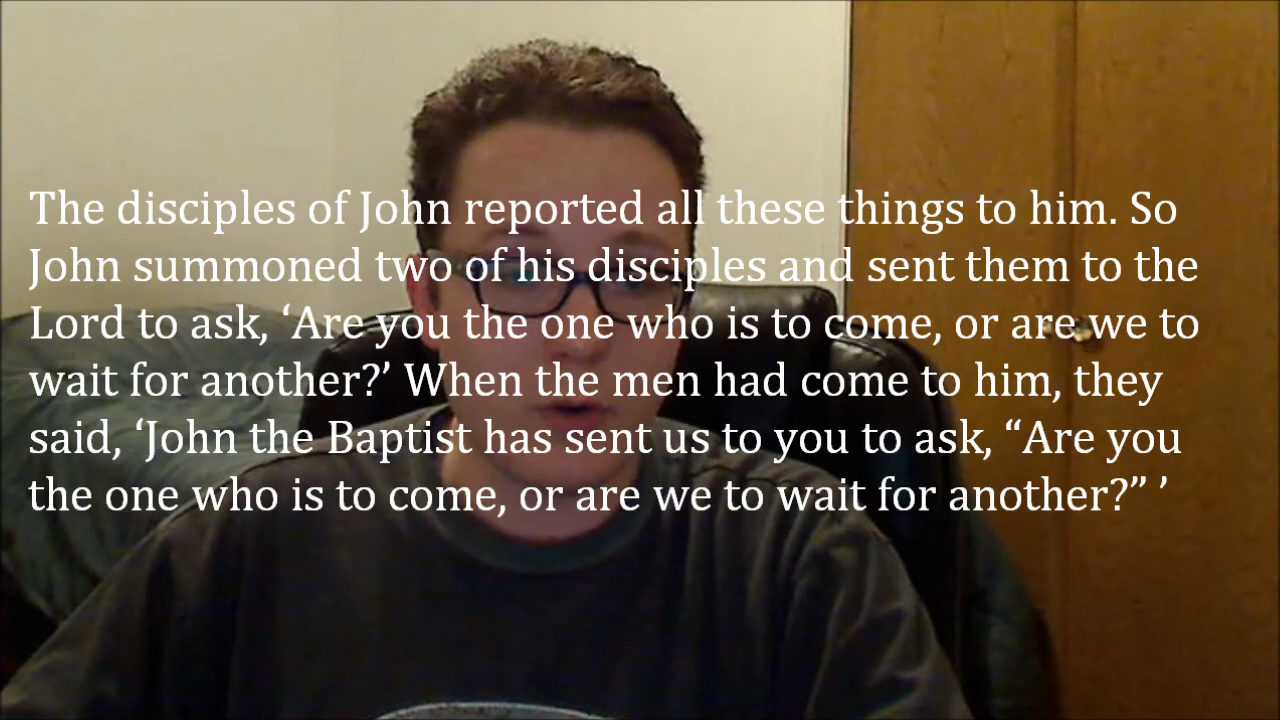 The disciples of John reported all these things to him. So
John summoned two of his disciples and sent them to the
Lord to ask, ‘Are you the one who is to come, or are we to
wait for another?’ When the men had come to him, they
said, ‘John the Baptist has sent us to you to ask, “Are you
the one who is to come, or are we to wait for another?” ’